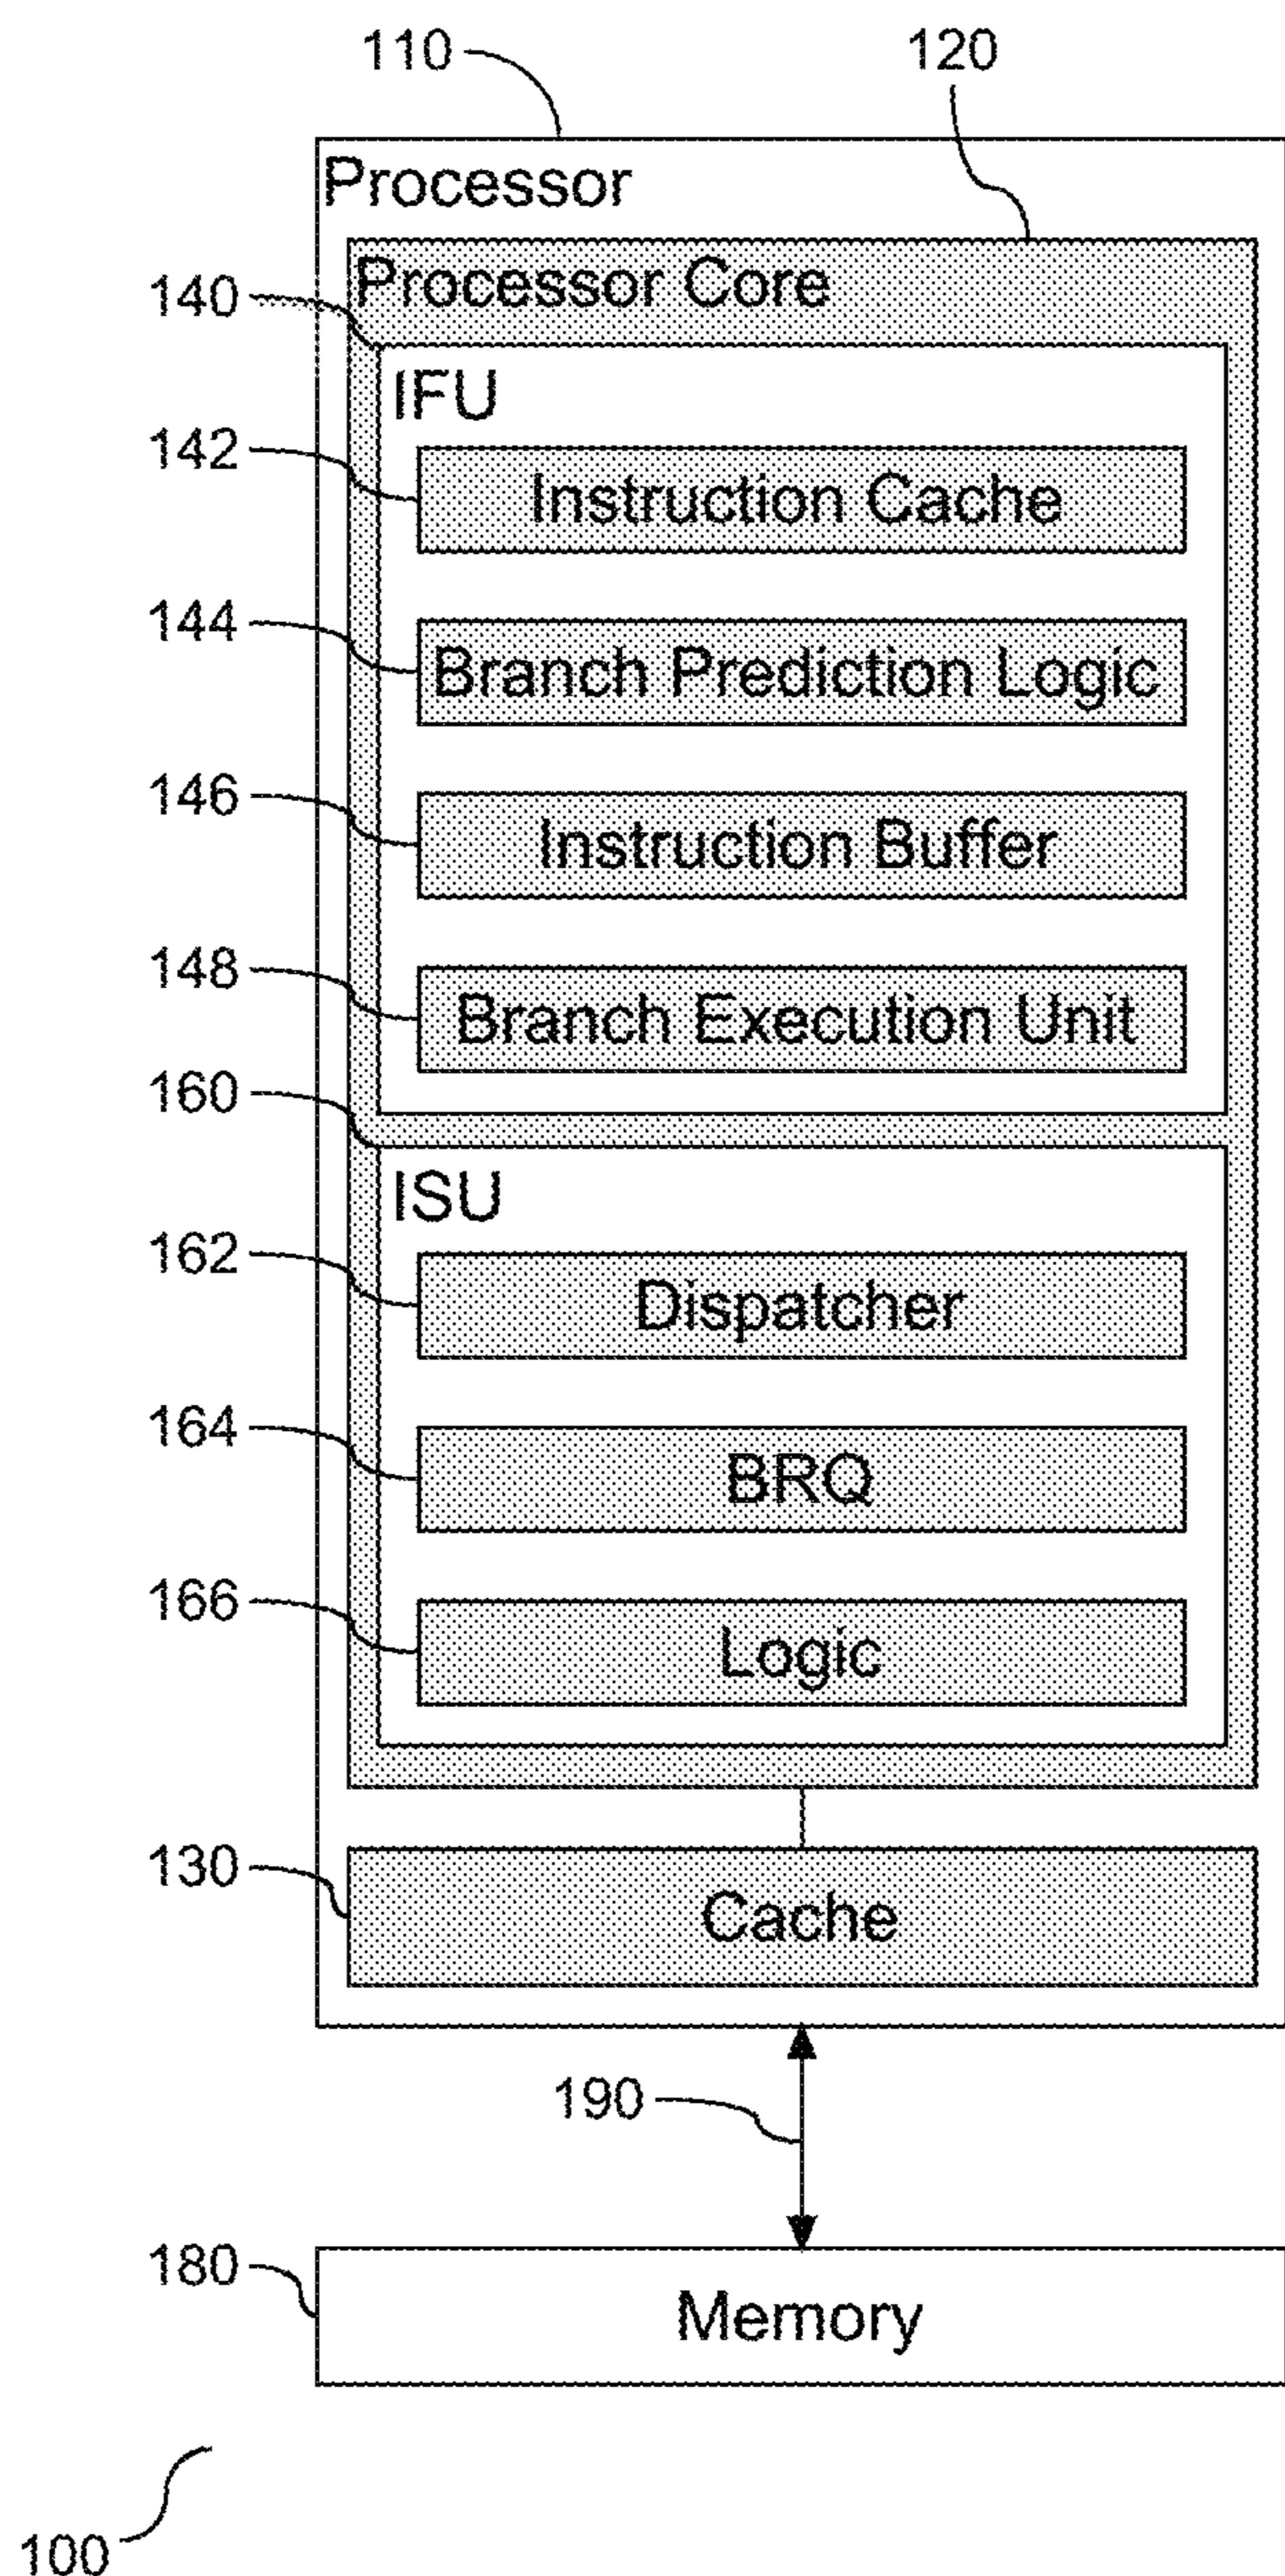 110
120
Processor
Processor Core
140
IFU
142
Instruction Cache
144
Branch Prediction Logic
146
Instruction Buffer
148
Branch Execution Unit
160
ISU
162
Dispatcher
164
BRQ
166
Logic
130
Cache
190
180
Memory
100